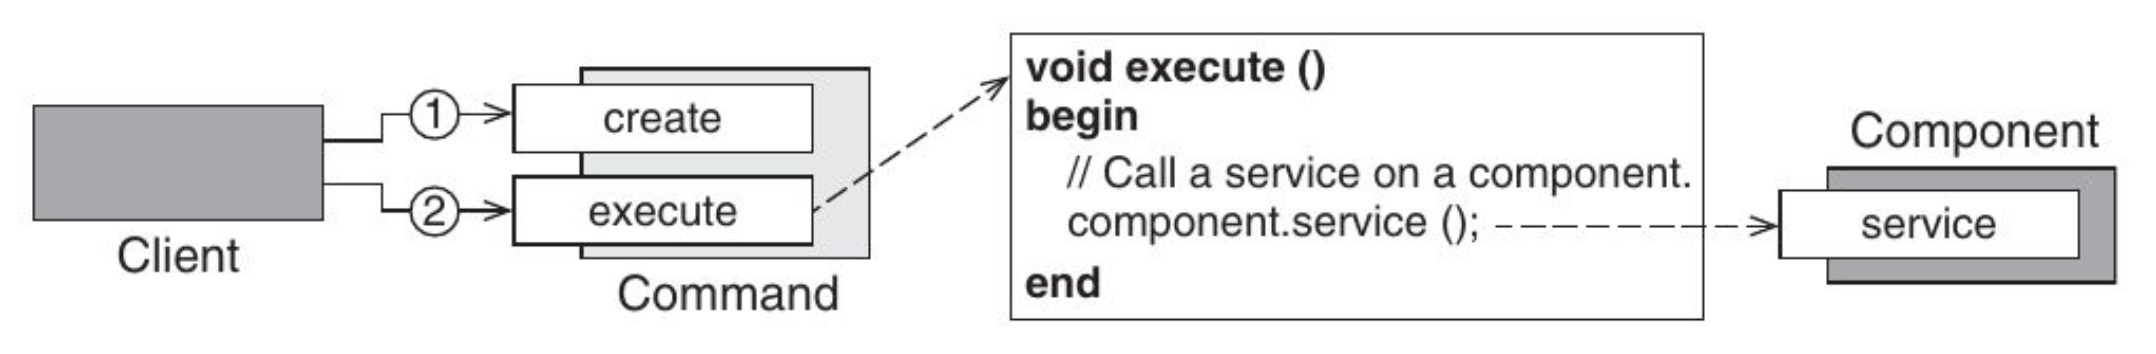 Client
1
2
create
execute
Command
void execute ()
begin
// Call a service on a component.
component.service ();
end
Component
service